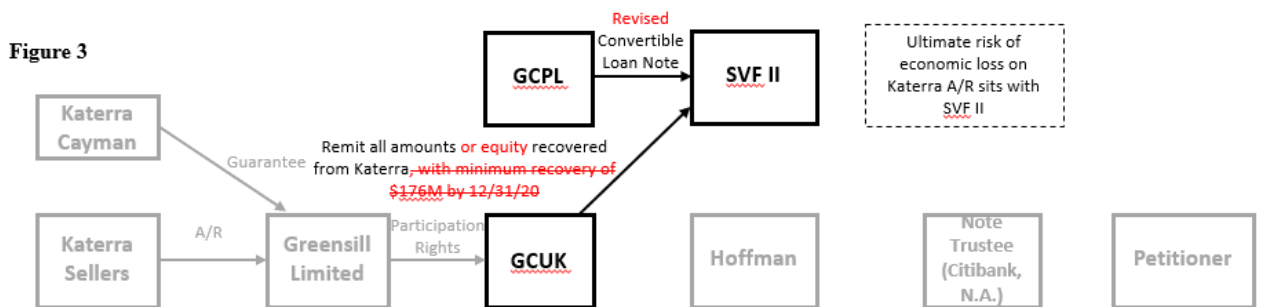 Figure 3
Revised
Convertible
Loan Note
GCPL
SVF II
Ultimate risk of
economic loss on
Katerra A/R sits with
SVF II
Katerra
Cayman
Guarantee
Remit all amounts or equity recovered
from Katerra, with minimum recovery of
$176M by 12/31/20
Katerra
Sellers
A/R
Greensill
Limited
Participation
Rights
GCUK
Hoffman
Note
Trustee
(Citibank,
N.A.)
Petitioner